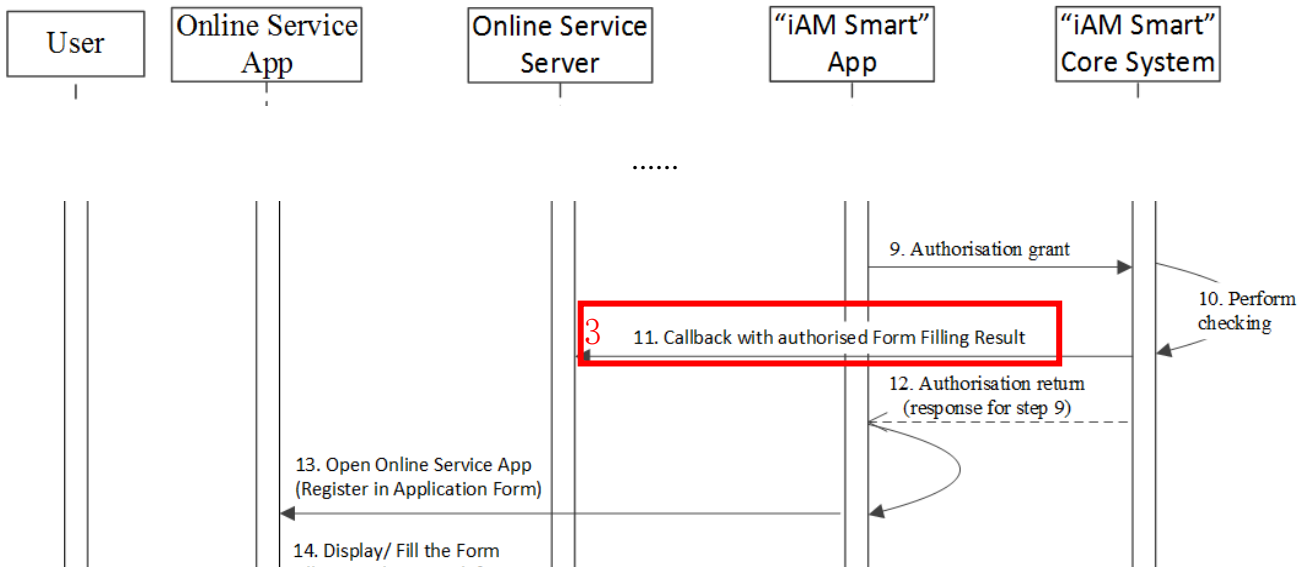 User
Online Service
App
Online Service
Server
“iAM Smart”
App
“iAM Smart”
Core System
......
9. Authorisation grant
10. Perform
checking
3
11. Callback with authorised Form Filling Result
12. Authorisation return
(response for step 9)
13. Open Online Service App
(Register in Application Form)
14. Display/ Fill the Form